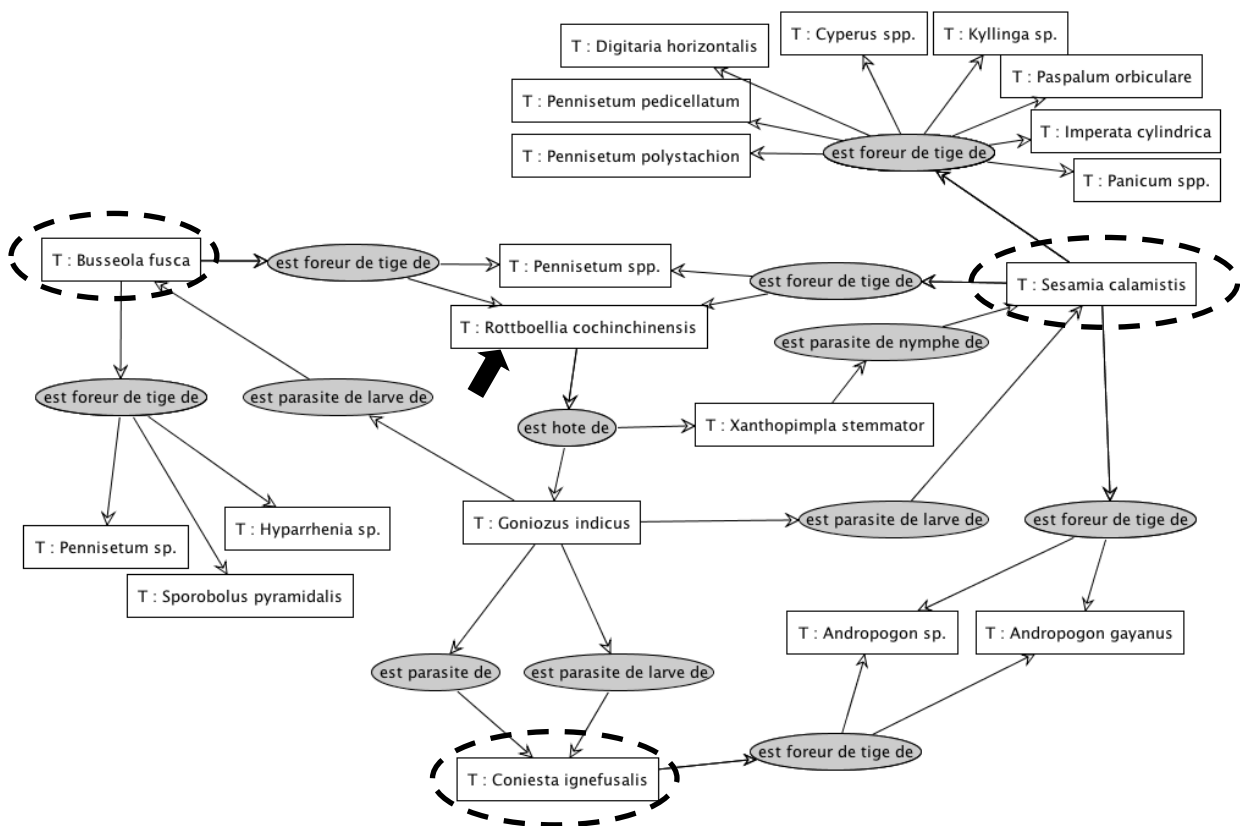 T : Digitaria horizontalis
T : Cyperus spp.
T : Kyllinga sp.
T : Paspalum orbiculare
T : Pennisetum pedicellatum
T : Imperata cylindrica
T : Pennisetum polystachion
est foreur de tige de
T : Panicum spp.
T : Busseola fusca
est foreur de tige de
T : Pennisetum spp.
est foreur de tige de
T : Sesamia calamistis
T : Rottboellia cochinchinensis
est parasite de nymphe de
est foreur de tige de
est parasite de larve de
est hote de
T : Xanthopimpla stemmator
T : Goniozus indicus
est parasite de larve de
est foreur de tige de
T : Hyparrhenia sp.
T : Pennisetum sp.
T : Sporobolus pyramidalis
T : Andropogon sp.
T : Andropogon gayanus
est parasite de
est parasite de larve de
est foreur de tige de
T : Coniesta ignefusalis